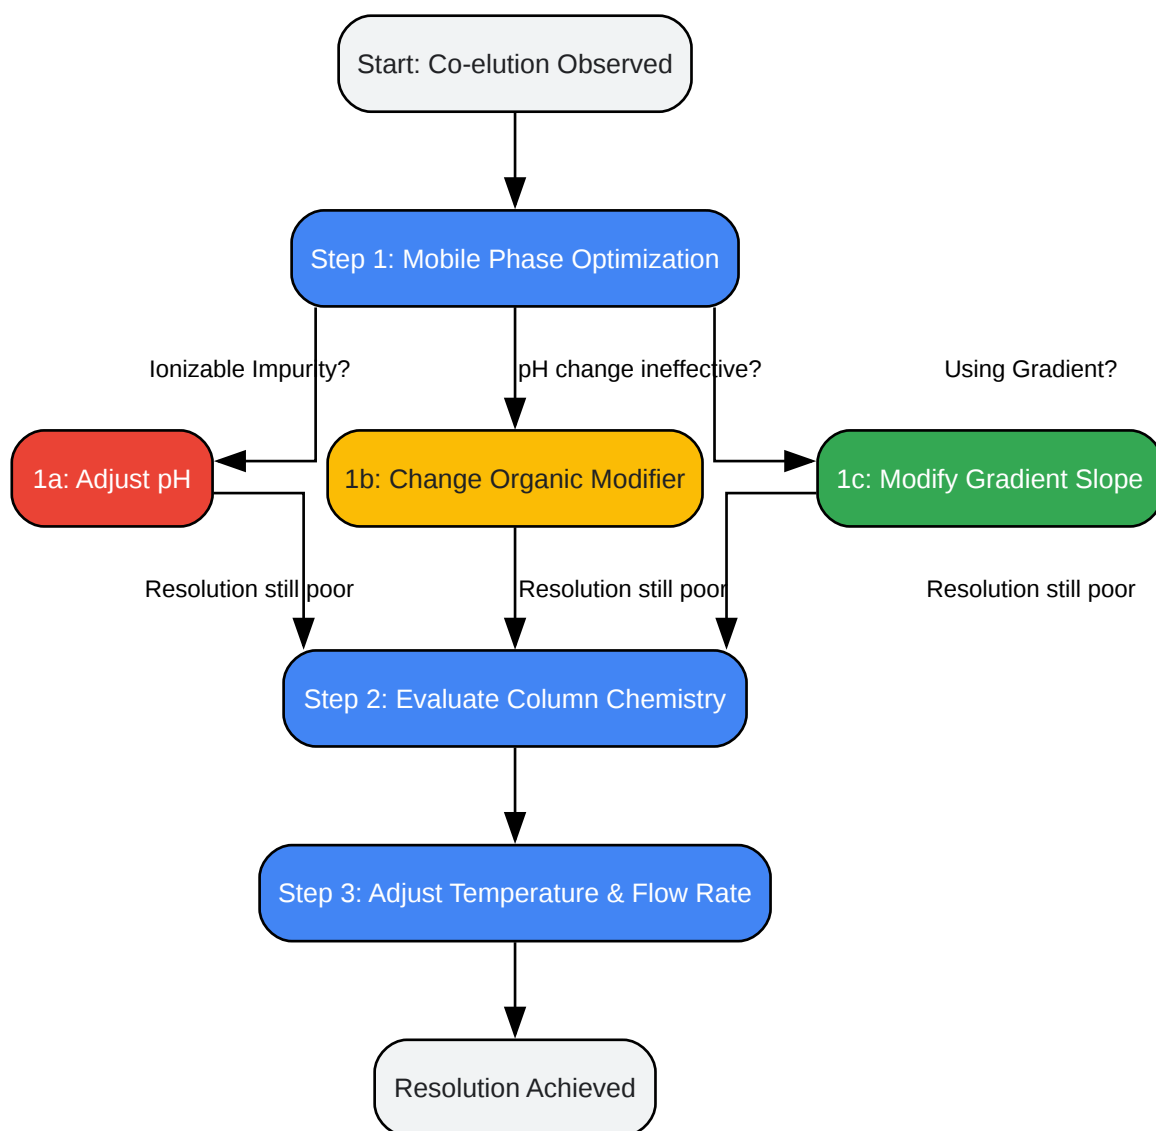 Start: Co-elution Observed
Step 1: Mobile Phase Optimization
Ionizable Impurity?
pH change ineffective?
Using Gradient?
1a: Adjust pH
1b: Change Organic Modifier
1c: Modify Gradient Slope
Resolution still poor
Resolution still poor
Resolution still poor
Step 2: Evaluate Column Chemistry
Step 3: Adjust Temperature & Flow Rate
Resolution Achieved